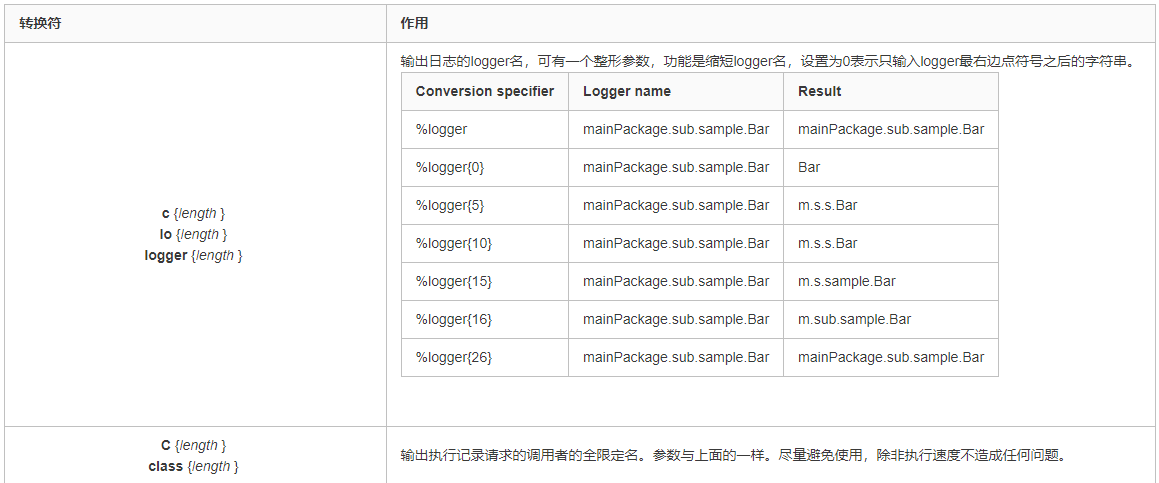 转换符 作用
输出日志的logger名，可有一个整形参数，功能是缩短logger名，设置为0表示只输入logger最右边点符号之后的字符串。
Conversion specifier Logger name Result
%logger mainPackage.sub.sample.Bar mainPackage.sub.sample.Bar
%logger{0} mainPackage.sub.sample.Bar Bar
%logger{5} mainPackage.sub.sample.Bar m.s.s.Bar
%logger{10} mainPackage.sub.sample.Bar m.s.s.Bar
%logger{15} mainPackage.sub.sample.Bar m.s.sample.Bar
%logger{16} mainPackage.sub.sample.Bar m.sub.sample.Bar
%logger{26} mainPackage.sub.sample.Bar mainPackage.sub.sample.Bar
c {length }
lo {length }
logger {length }
C {length }
class {length }
输出执行记录请求的调用者的全限定名。参数与上面的一样。尽量避免使用，除非执行速度不造成任何问题。